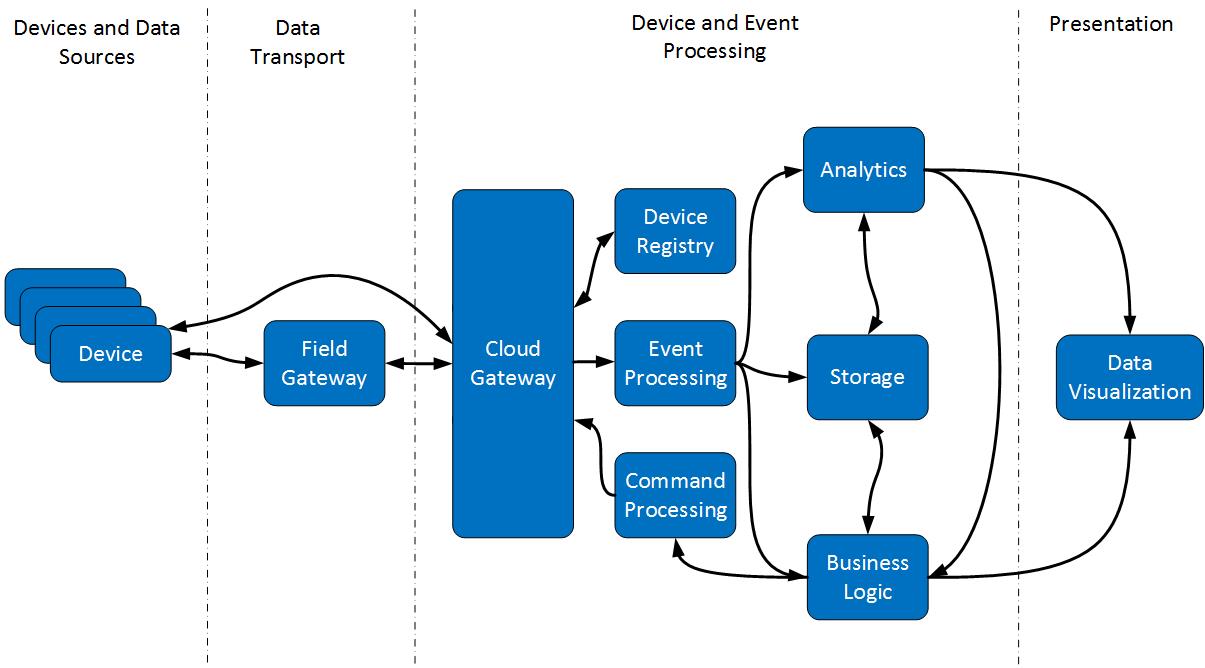 Devices and Data
Sources
Data
Transport
Device and Event
Processing
Presentation
Analytics
Device
Registry
Device
Field
Gateway
Cloud
Gateway
Event
Processing
Storage
Data
Visualization
Command
Processing
Business
Logic